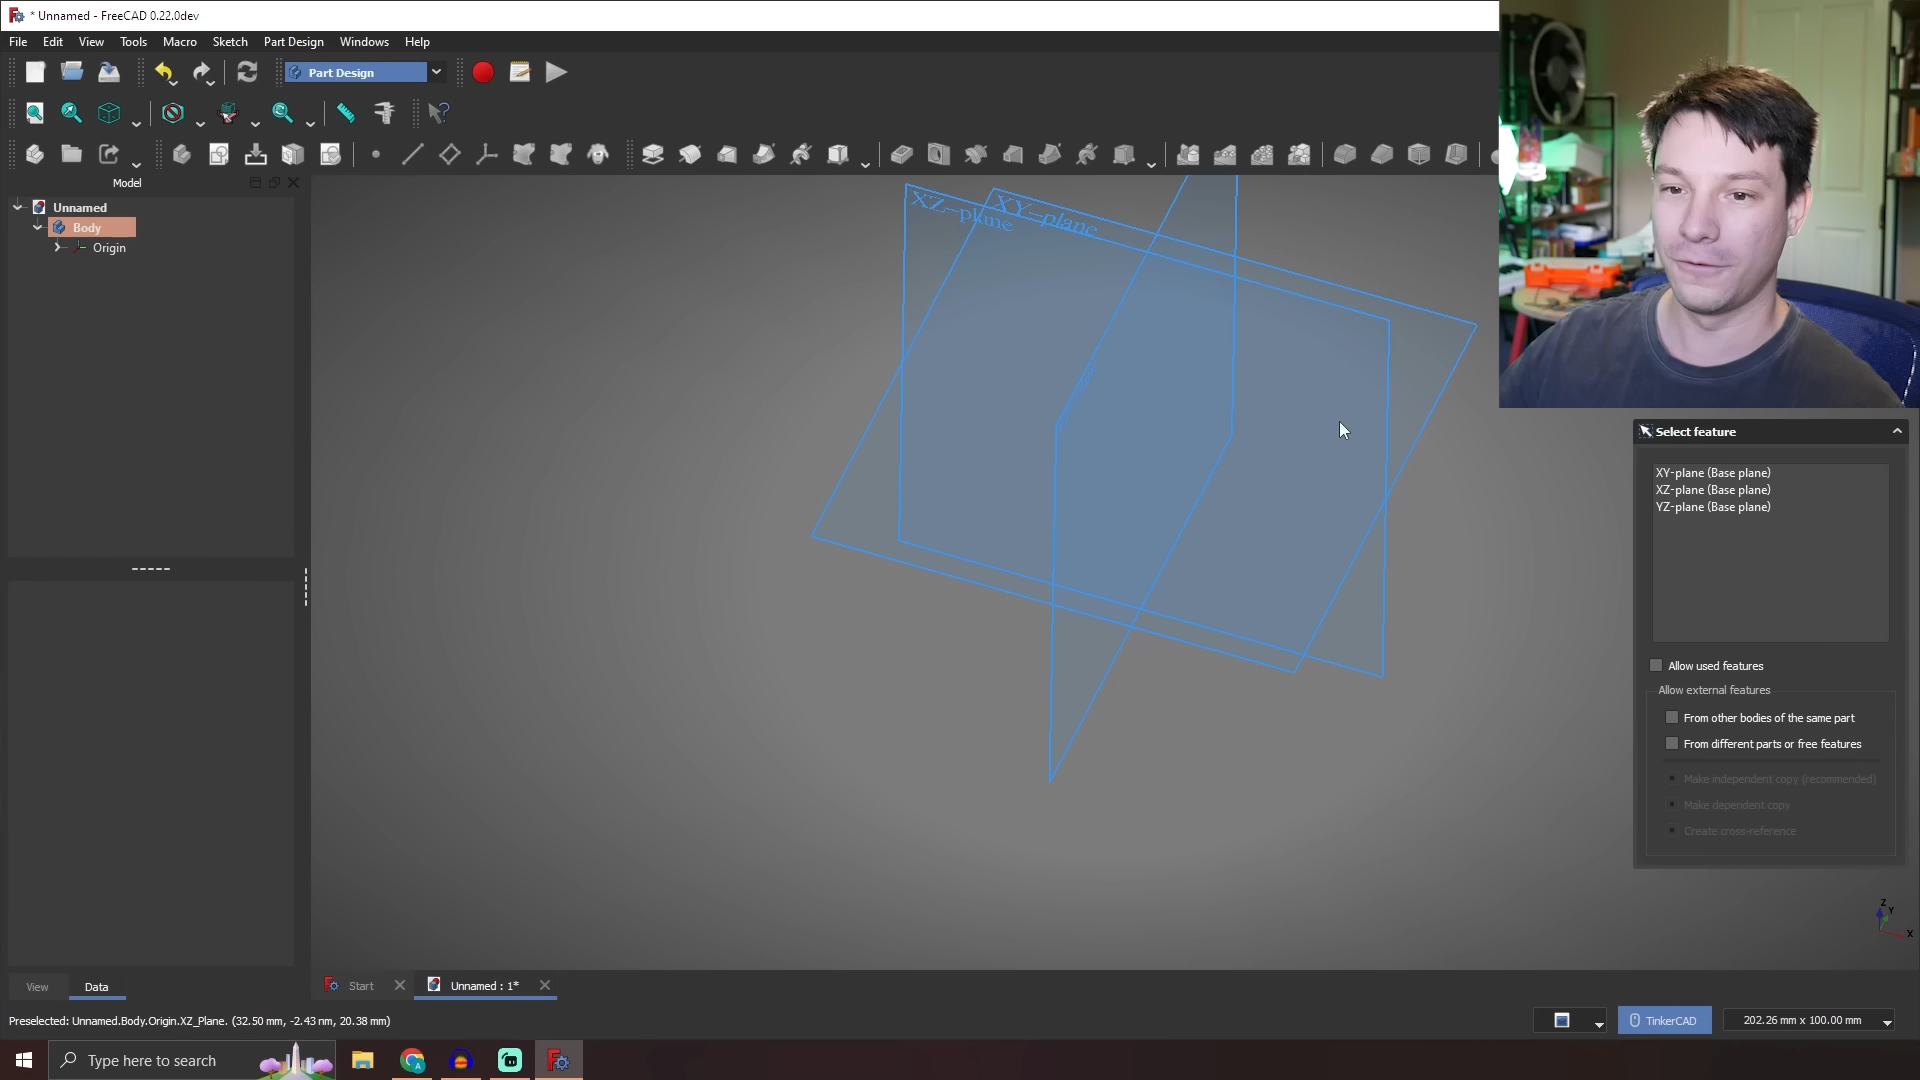 * Unnamed - FreeCAD 0.22.0dev
File Edit View Tools Macro Sketch Part Design Windows Help
Part Design
Model
Unnamed
Body
Origin
XZ-plane
XY-plane
Select feature
XY-plane (Base plane)
XZ-plane (Base plane)
YZ-plane (Base plane)
Allow used features
Allow external features
From other bodies of the same part
From different parts or free features
Make independent copy (recommended)
Make dependent copy
Create cross-reference
Z
Y
X
View Data
Start
Unnamed : 1*
Preselected: Unnamed.Body.Origin.XZ_Plane. (32.50 mm, -2.43 nm, 20.38 mm)
TinkerCAD
202.26 mm x 100.00 mm
Type here to search